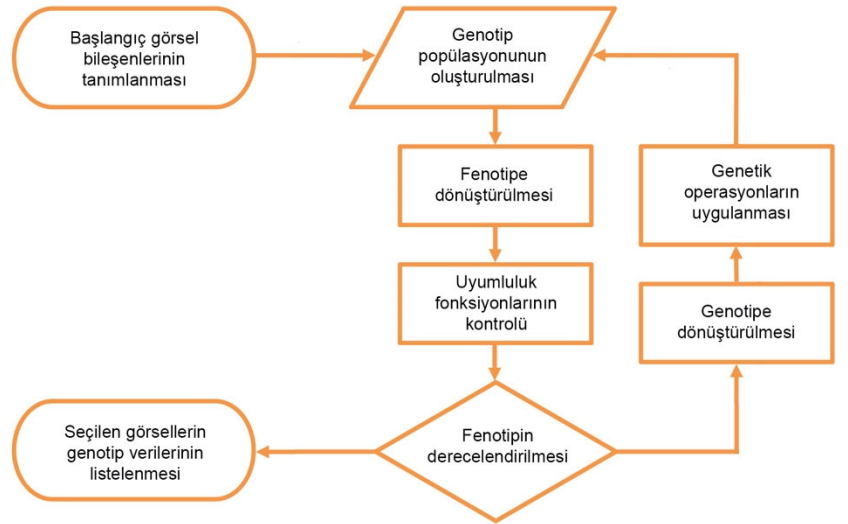 Başlangıç görsel
bileşenlerinin
tanımlanması
Genotip
popülasyonunun
oluşturulması
Fenotipe
dönüştürülmesi
Genetik
operasyonların
uygulanması
Uyumluluk
fonksiyonlarının
kontrolü
Genotipe
dönüştürülmesi
Fenotipin
derecelendirilmesi
Seçilen görsellerin
genotip verilerinin
listelenmesi